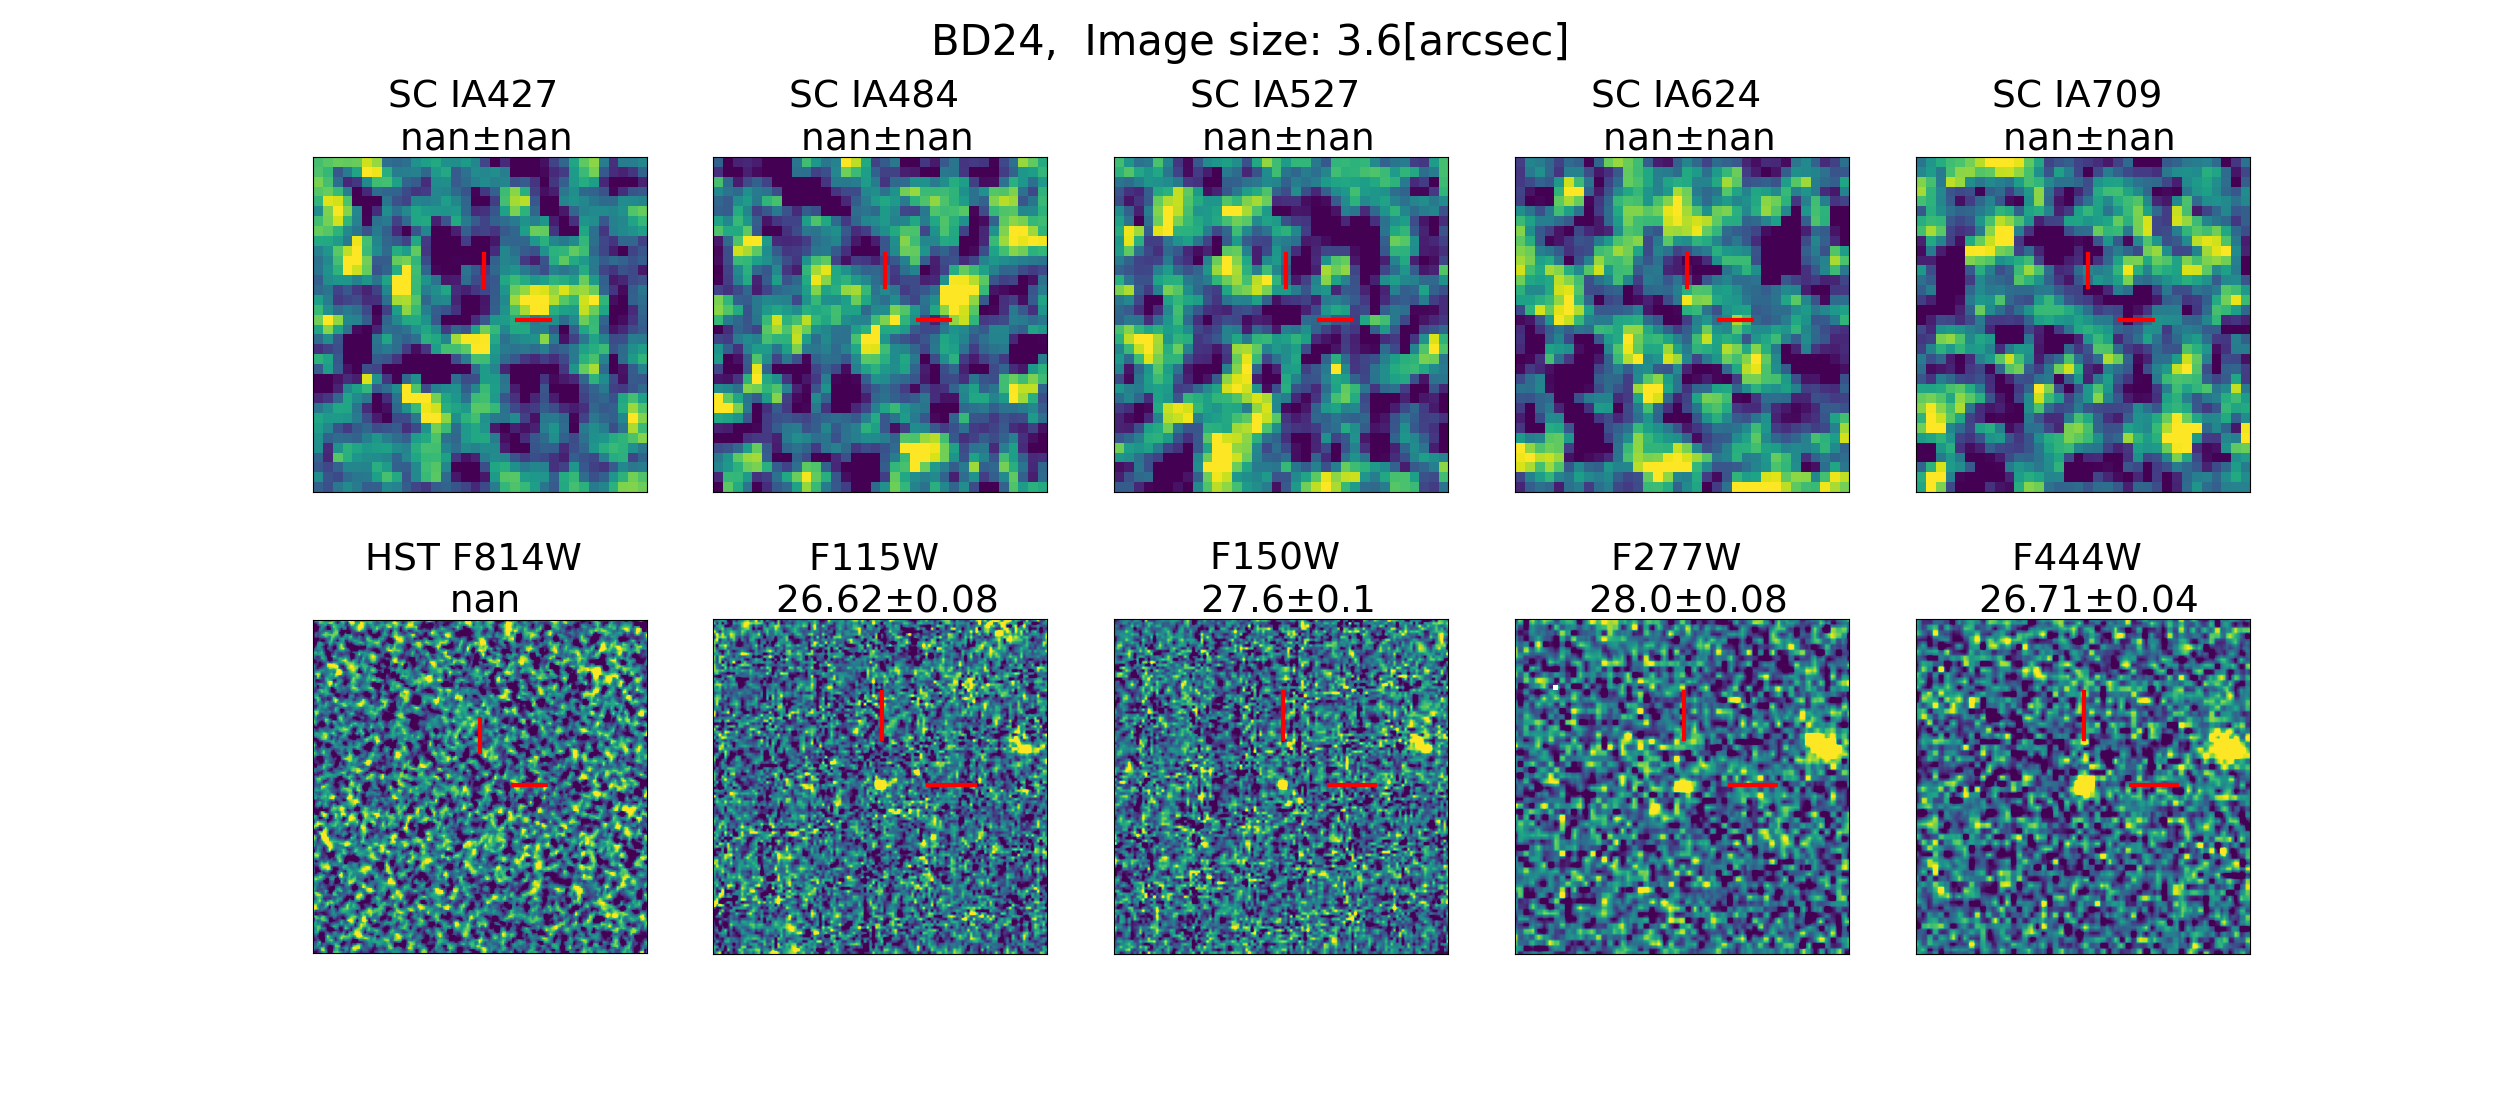 BD24,  Image size: 3.6[arcsec]
SC IA427
nan±nan
SC IA484
nan±nan
SC IA527
nan±nan
SC IA624
nan±nan
SC IA709
nan±nan
HST F814W
nan
F115W
26.62±0.08
F150W
27.6±0.1
F277W
28.0±0.08
F444W
26.71±0.04